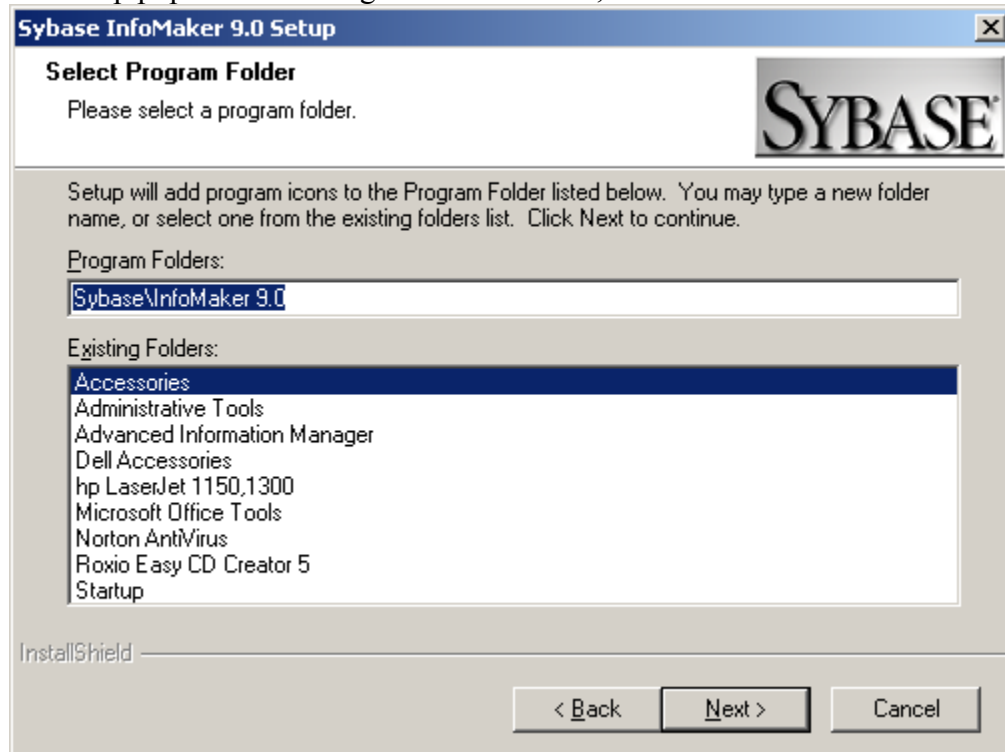 Sybase InfoMaker 9.0 Setup
Select Program Folder
Please select a program folder.
SYBASE
Setup will add program icons to the Program Folder listed below. You may type a new folder
name, or select one from the existing folders list. Click Next to continue.
Program Folders:
Sybase\InfoMaker 9.0
Existing Folders:
Accessories
Administrative Tools
Advanced Information Manager
Dell Accessories
hp LaserJet 1150,1300
Microsoft Office Tools
Norton AntiVirus
Roxio Easy CD Creator 5
Startup
InstallShield
< Back Next > Cancel